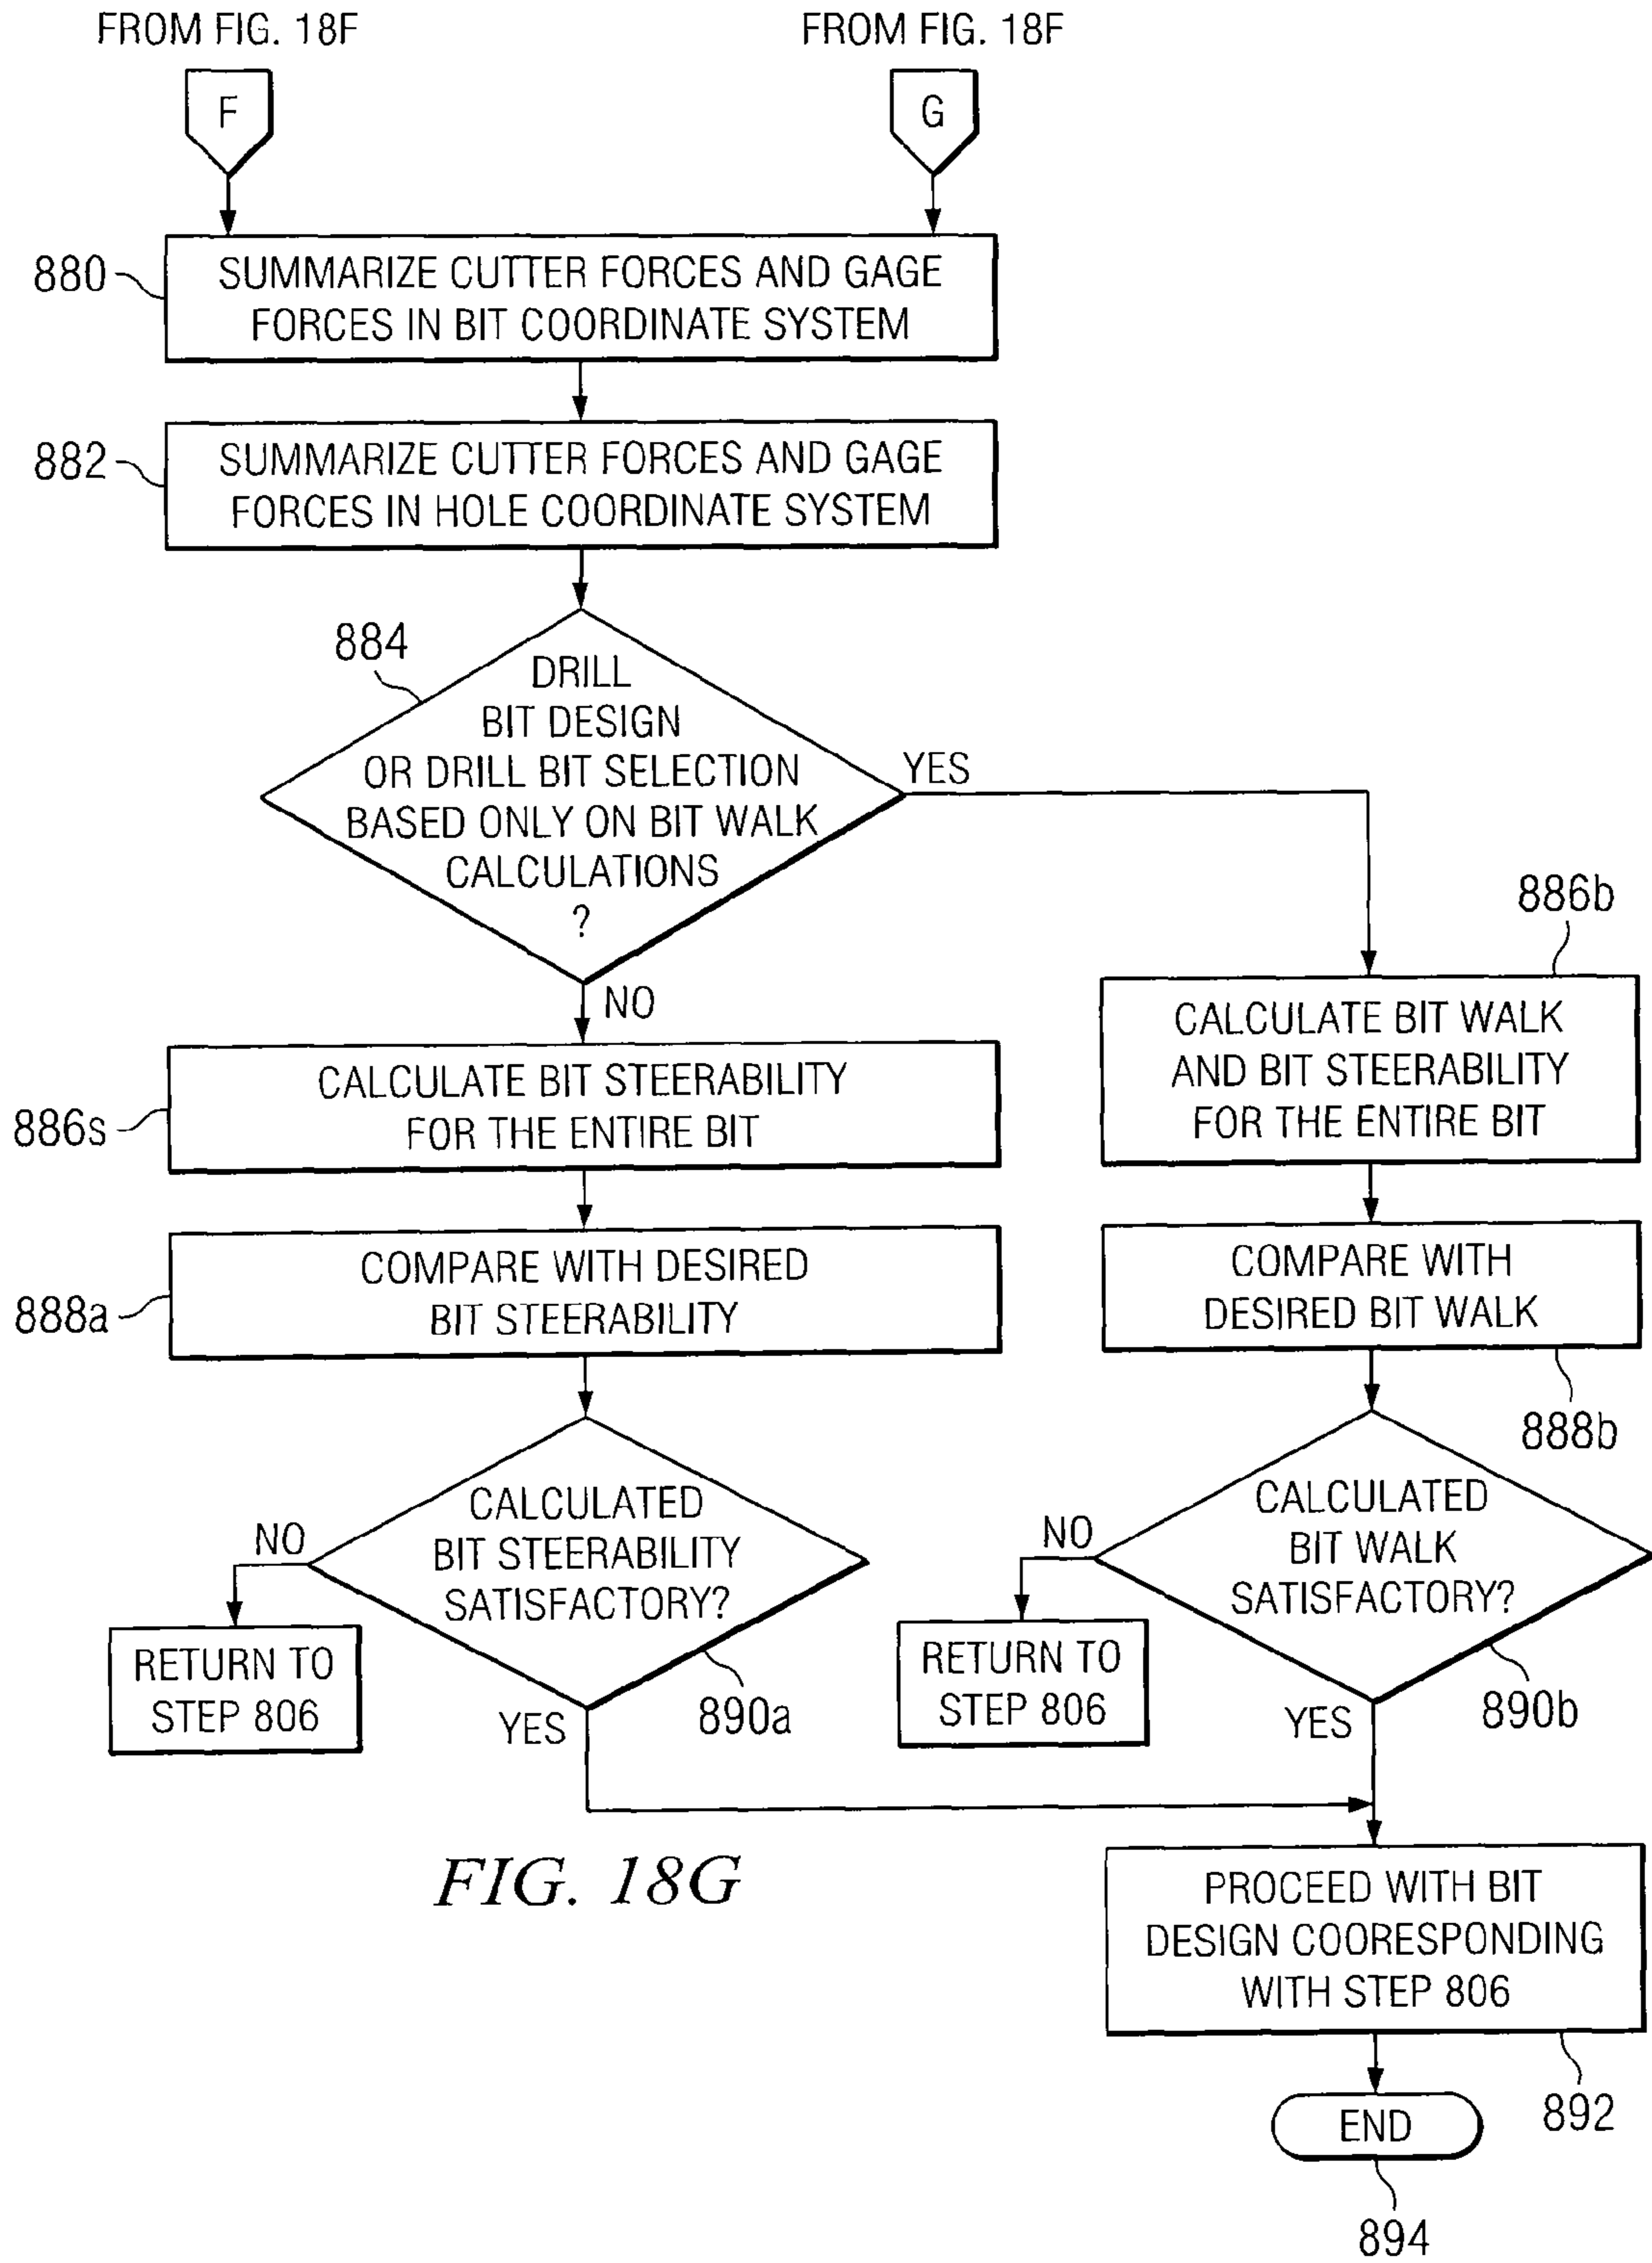 FROM FIG. 18F
FROM FIG. 18F
F
G
880
SUMMARIZE CUTTER FORCES AND GAGE
FORCES IN BIT COORDINATE SYSTEM
882
SUMMARIZE CUTTER FORCES AND GAGE
FORCES IN HOLE COORDINATE SYSTEM
884
DRILL
BIT DESIGN
OR DRILL BIT SELECTION
BASED ONLY ON BIT WALK
CALCULATIONS
?
YES
NO
886s
CALCULATE BIT STEERABILITY
FOR THE ENTIRE BIT
886b
CALCULATE BIT WALK
AND BIT STEERABILITY
FOR THE ENTIRE BIT
888a
COMPARE WITH DESIRED
BIT STEERABILITY
COMPARE WITH
DESIRED BIT WALK
888b
CALCULATED
BIT STEERABILITY
SATISFACTORY?
NO
RETURN TO
STEP 806
YES
890a
CALCULATED
BIT WALK
SATISFACTORY?
NO
RETURN TO
STEP 806
YES
890b
FIG. 18G
PROCEED WITH BIT
DESIGN COORESPONDING
WITH STEP 806
892
END
894